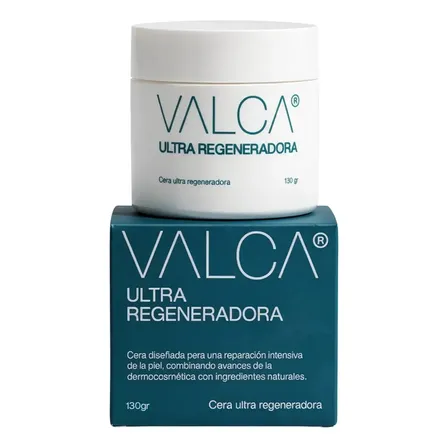 VALCA®
ULTRA REGENERADORA
Cera ultra regeneradora 130 gr
VALCA®
ULTRA
REGENERADORA
Cera diseñada pera una reparación intensiva
de la piel, combinando avances de la
dermocosmética con ingredientes naturales.
130gr Cera ultra regeneradora